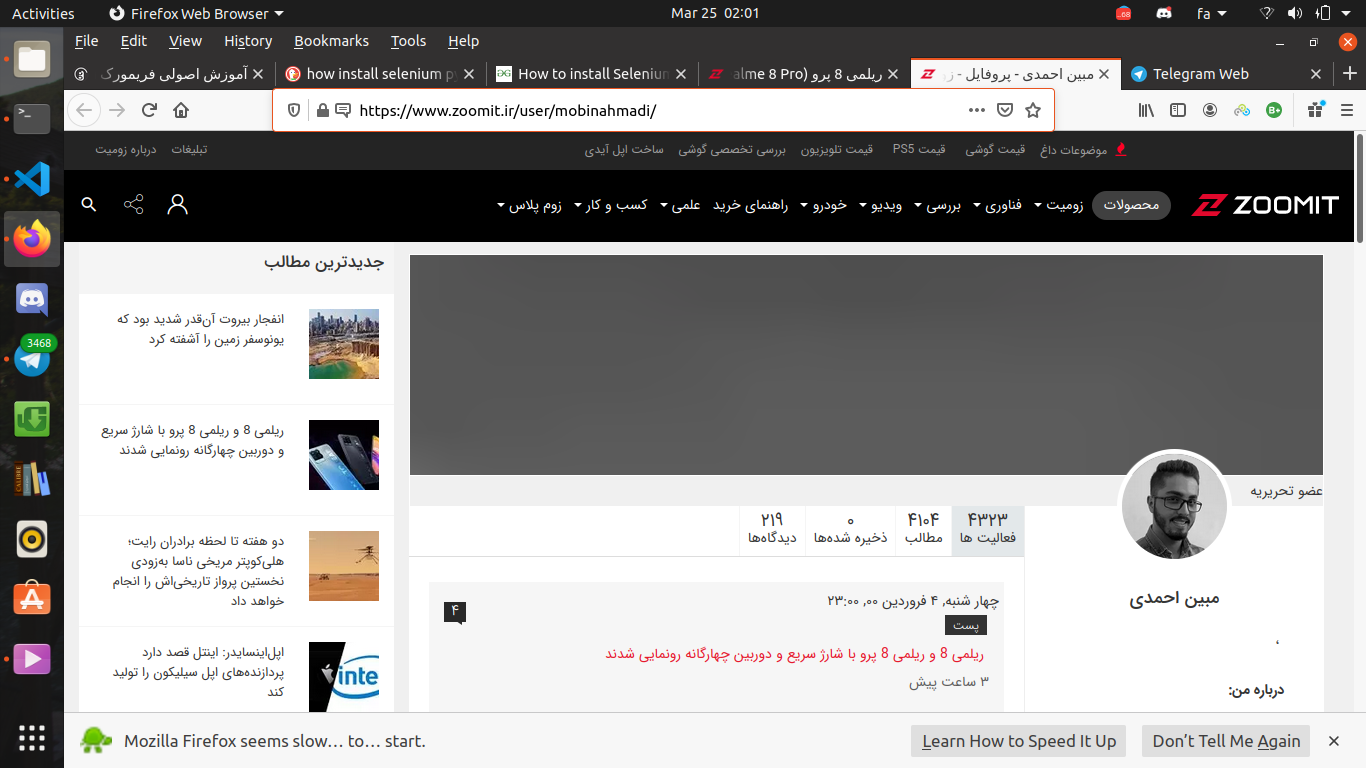 Activities
Firefox Web Browser
Mar 25 02:01
68
fa
File Edit View History Bookmarks Tools Help
آموزش اصولی فریمورک
how install selenium py
How to install Selenium
ریلمی 8 پرو (alme 8 Pro
مبین احمدی - پروفایل - زو
Telegram Web
https://www.zoomit.ir/user/mobinahmadi/
موضوعات داغ
قیمت گوشی
قیمت PS5
قیمت تلویزیون
بررسی تخصصی گوشی
ساخت اپل آیدی
تبلیغات
درباره زومیت
ZOOMIT
محصولات
زومیت
فناوری
بررسی
ویدیو
خودرو
راهنمای خرید
علمی
کسب و کار
زوم پلاس
3468
CALIBRE
عضو تحریریه
مبین احمدی
،
درباره من:
۴۳۲۳
فعالیت ها
۴۱۰۴
مطالب
۰
ذخیره شده‌ها
۲۱۹
دیدگاه‌ها
چهار شنبه, ۴ فروردین ۰۰, ۲۳:۰۰
۴
پست
ریلمی 8 و ریلمی 8 پرو با شارژ سریع و دوربین چهارگانه رونمایی شدند
۳ ساعت پیش
جدیدترین مطالب
انفجار بیروت آن‌قدر شدید بود که
یونوسفر زمین را آشفته کرد
ریلمی 8 و ریلمی 8 پرو با شارژ سریع
و دوربین چهارگانه رونمایی شدند
دو هفته تا لحظه برادران رایت؛
هلی‌کوپتر مریخی ناسا به‌زودی
نخستین پرواز تاریخی‌اش را انجام
خواهد داد
اپل‌اینسایدر: اینتل قصد دارد
پردازنده‌های اپل سیلیکون را تولید
کند
inte
Mozilla Firefox seems slow… to… start.
Learn How to Speed It Up
Don’t Tell Me Again